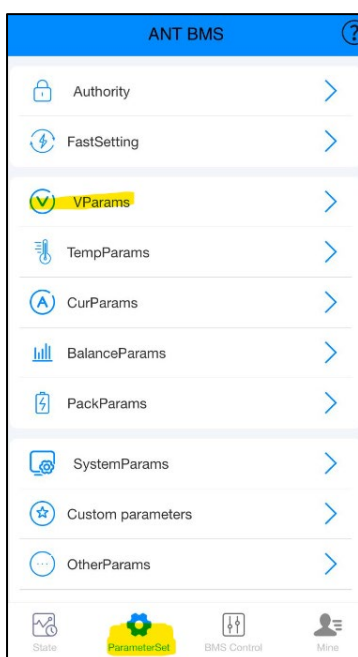 ANT BMS
?
Authority
FastSetting
VParams
TempParams
A CurParams
BalanceParams
PackParams
SystemParams
Custom parameters
OtherParams
State ParameterSet BMS Control Mine